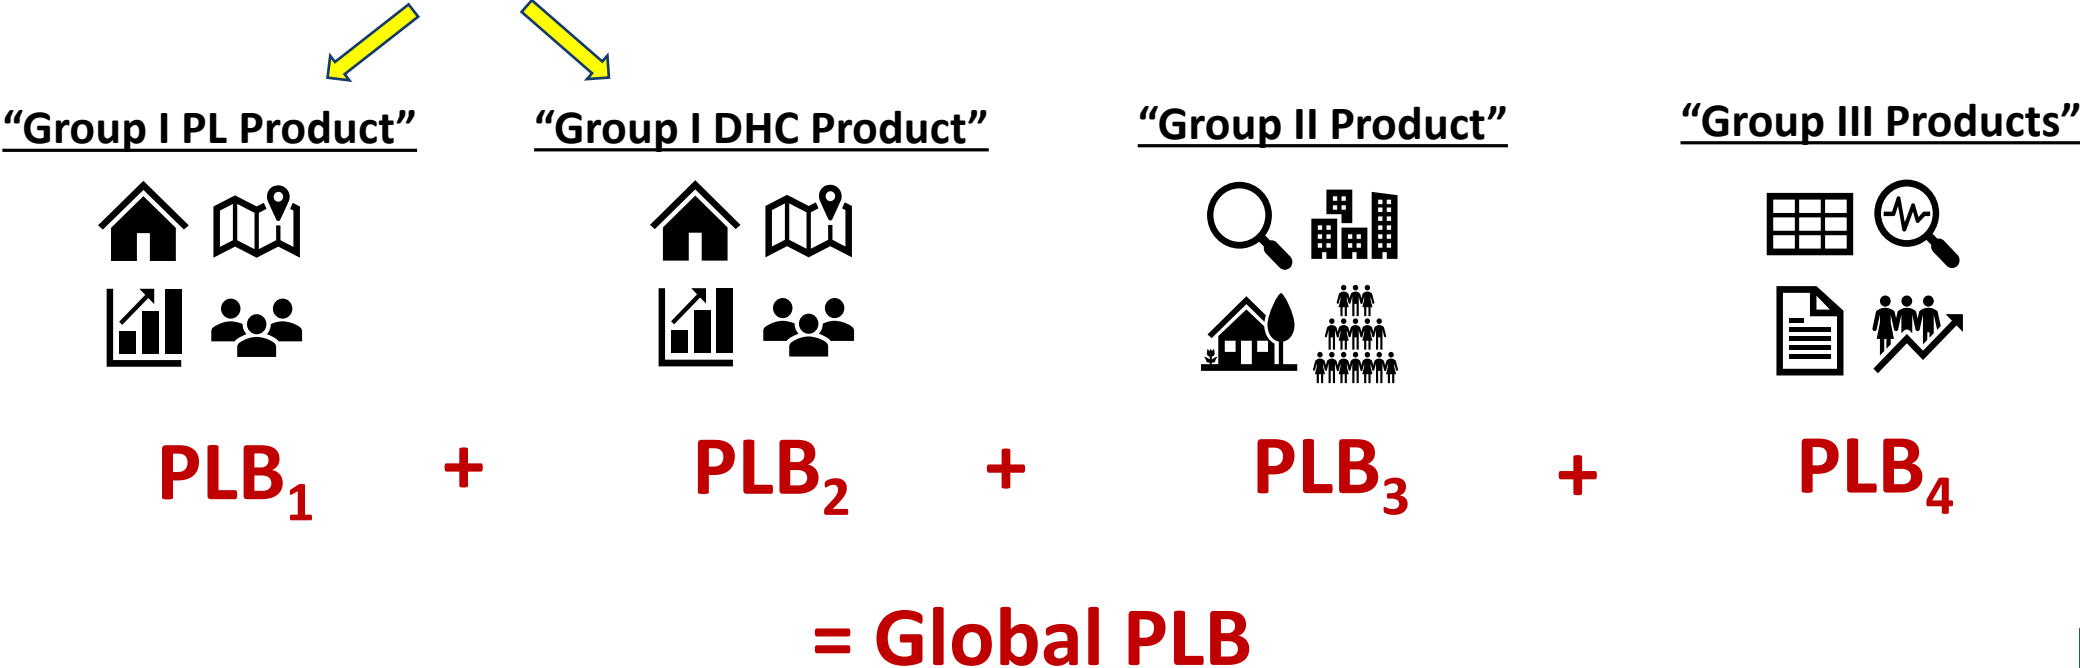 “Group I PL Product” “Group I DHC Product” “Group II Product” “Group III Products”
PLB₁ + PLB₂ + PLB₃ + PLB₄
= Global PLB